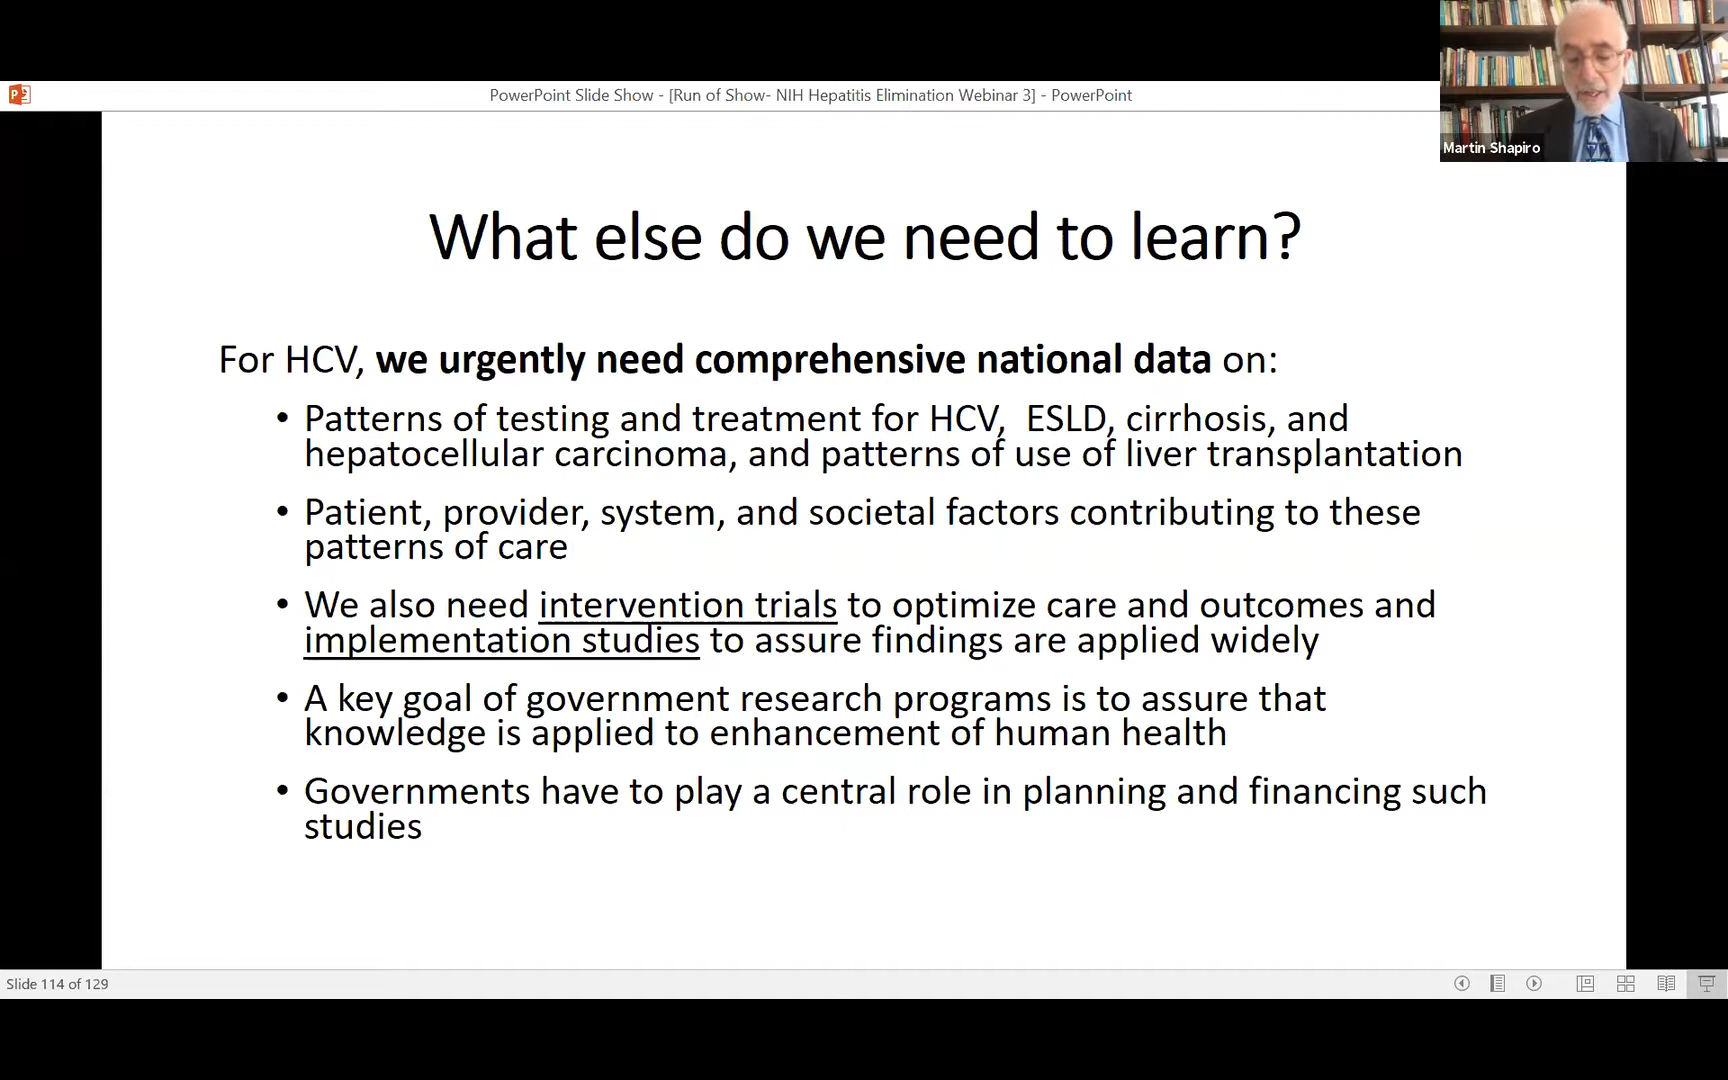 PowerPoint Slide Show - [Run of Show- NIH Hepatitis Elimination Webinar 3] - PowerPoint
Martin Shapiro
What else do we need to learn?
For HCV, we urgently need comprehensive national data on:
• Patterns of testing and treatment for HCV,  ESLD, cirrhosis, and
hepatocellular carcinoma, and patterns of use of liver transplantation
• Patient, provider, system, and societal factors contributing to these
patterns of care
• We also need intervention trials to optimize care and outcomes and
implementation studies to assure findings are applied widely
• A key goal of government research programs is to assure that
knowledge is applied to enhancement of human health
• Governments have to play a central role in planning and financing such
studies
Slide 114 of 129